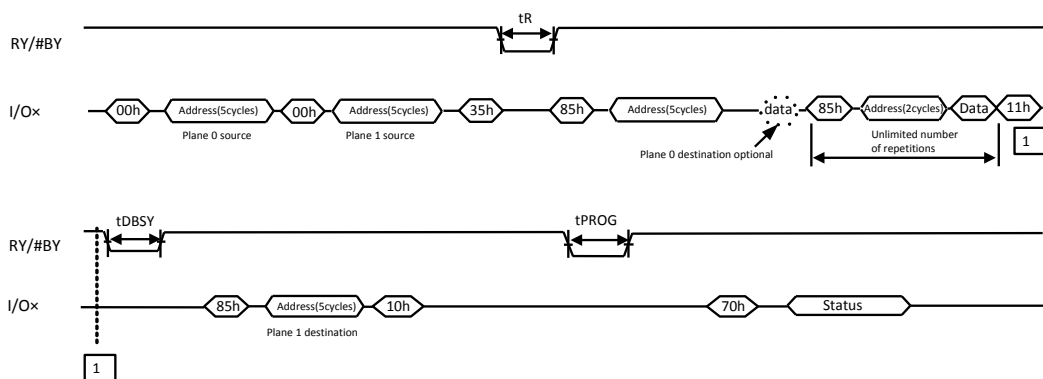 tR
RY/#BY
I/O×
00h
Address(5cycles)
00h
Address(5cycles)
35h
85h
Address(5cycles)
data
85h
Address(2cycles)
Data
11h
Plane 0 source
Plane 1 source
Plane 0 destination optional
Unlimited number
of repetitions
1
tDBSY
tPROG
RY/#BY
I/O×
85h
Address(5cycles)
10h
70h
Status
Plane 1 destination
1